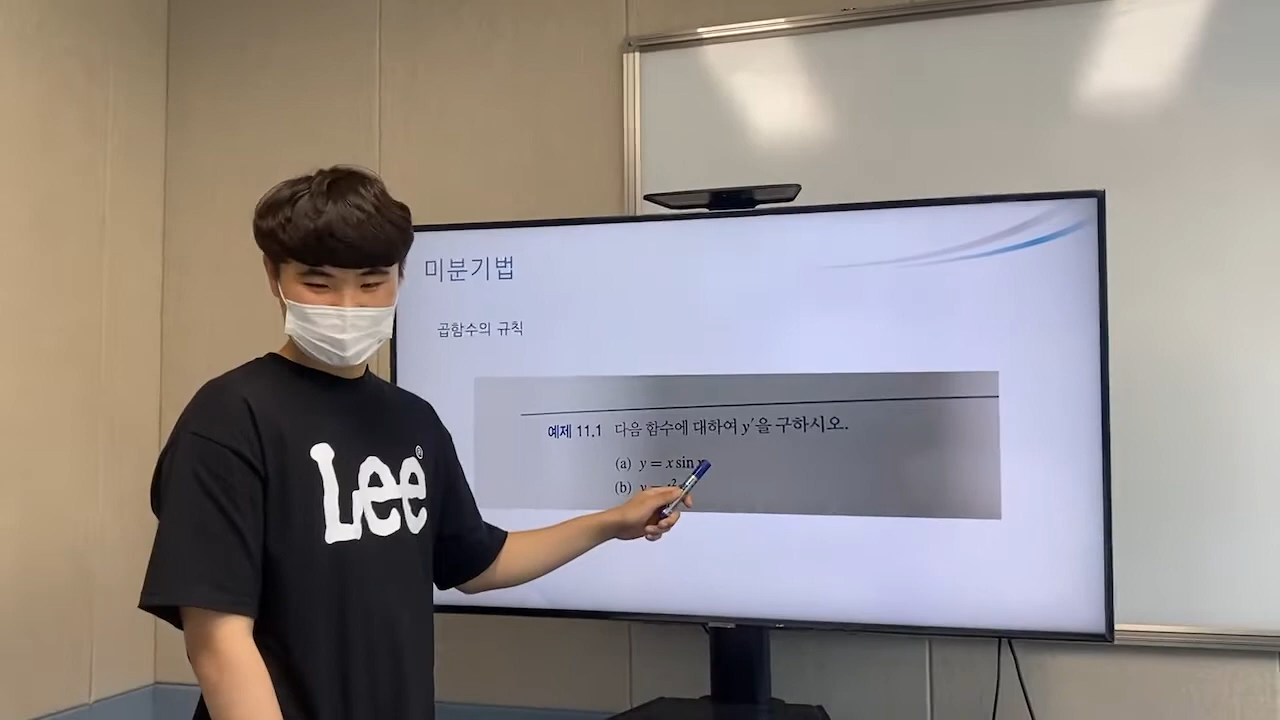 미분기법
곱함수의 규칙
예제 11.1 다음 함수에 대하여 y′을 구하시오.
(a) y = x sin
(b) y =
Lee®